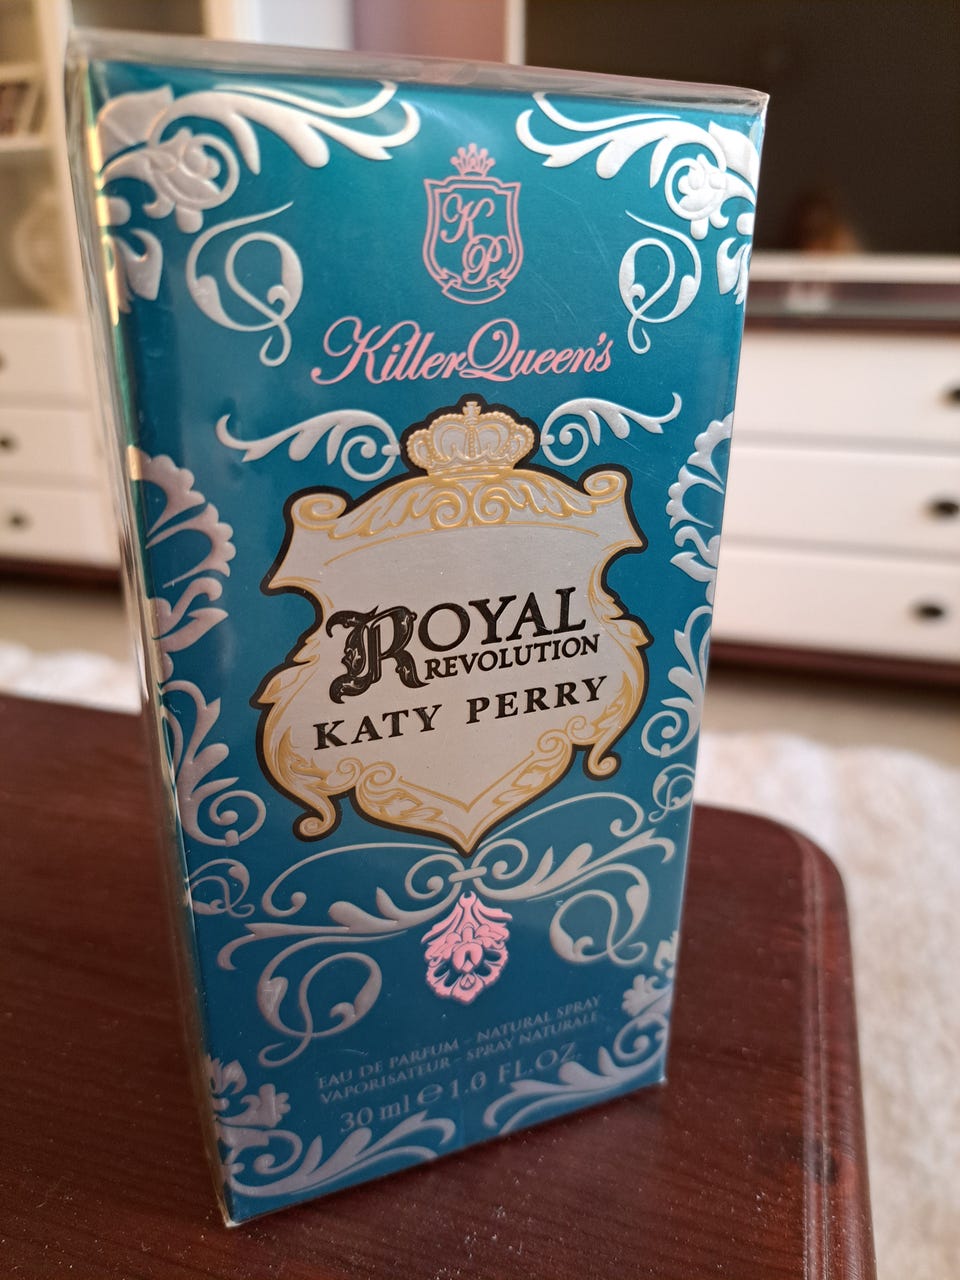 KP
Killer Queen's
ROYAL
REVOLUTION
KATY PERRY
EAU DE PARFUM - NATURAL SPRAY
VAPORISATEUR - SPRAY NATURALE
30 ml ℮ 1.0 FL.OZ.